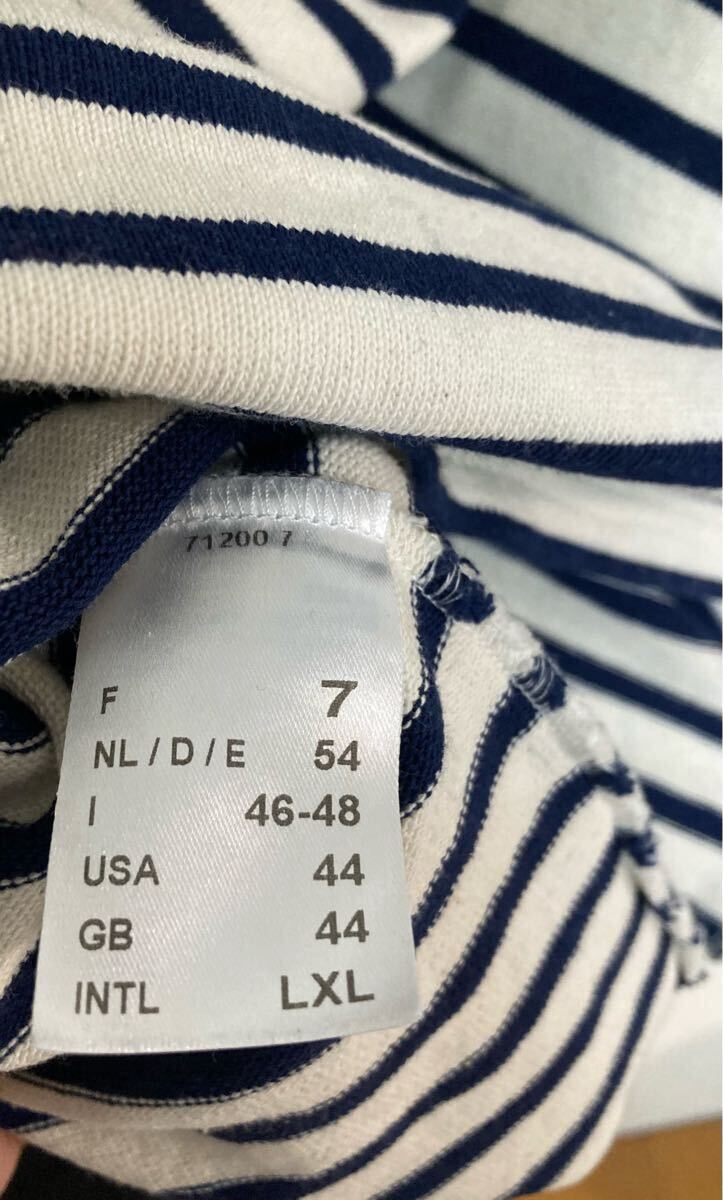 71200 7
F 7
NL / D / E 54
I 46-48
USA 44
GB 44
INTL LXL